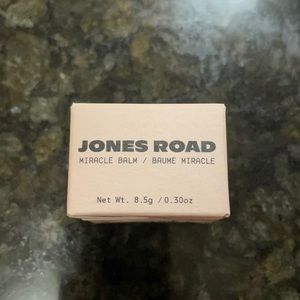 JONES ROAD
MIRACLE BALM / BAUME MIRACLE
Net Wt. 8.5g / 0.30oz